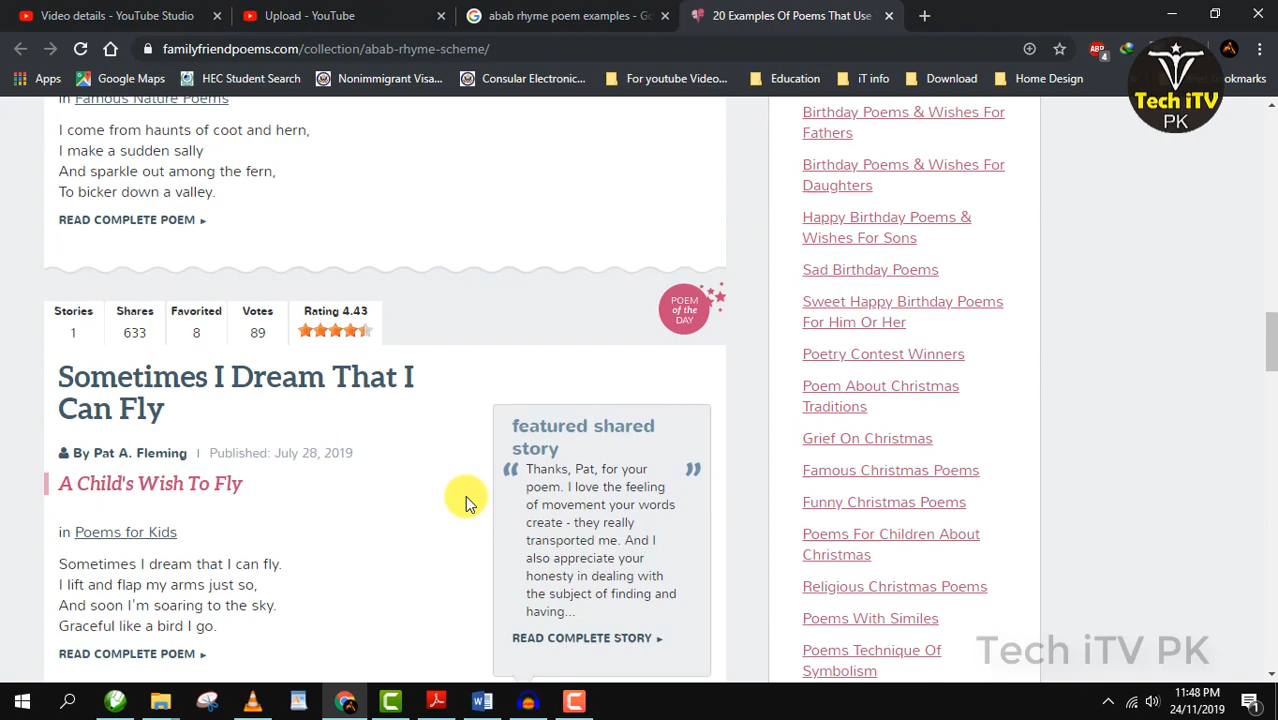 Video details - YouTube Studio
Upload - YouTube
abab rhyme poem examples - Go
20 Examples Of Poems That Use
familyfriendpoems.com/collection/abab-rhyme-scheme/
4
Apps
Google Maps
HEC Student Search
Nonimmigrant Visa...
Consular Electronic...
For youtube Video...
Education
iT info
Download
Home Design
bookmarks
Tech iTV
PK
in Famous Nature Poems
I come from haunts of coot and hern,
I make a sudden sally
And sparkle out among the fern,
To bicker down a valley.
READ COMPLETE POEM ►
Stories
1
Shares
633
Favorited
8
Votes
89
Rating 4.43
POEM
of the
DAY
Sometimes I Dream That I
Can Fly
By Pat A. Fleming | Published: July 28, 2019
A Child's Wish To Fly
in Poems for Kids
Sometimes I dream that I can fly.
I lift and flap my arms just so,
And soon I'm soaring to the sky.
Graceful like a bird I go.
READ COMPLETE POEM ►
featured shared
story
“ Thanks, Pat, for your ”
poem. I love the feeling
of movement your words
create - they really
transported me. And I
also appreciate your
honesty in dealing with
the subject of finding and
having...
READ COMPLETE STORY ►
Birthday Poems & Wishes For
Fathers
Birthday Poems & Wishes For
Daughters
Happy Birthday Poems &
Wishes For Sons
Sad Birthday Poems
Sweet Happy Birthday Poems
For Him Or Her
Poetry Contest Winners
Poem About Christmas
Traditions
Grief On Christmas
Famous Christmas Poems
Funny Christmas Poems
Poems For Children About
Christmas
Religious Christmas Poems
Poems With Similes
Poems Technique Of
Symbolism
Tech iTV PK
11:48 PM
24/11/2019
1